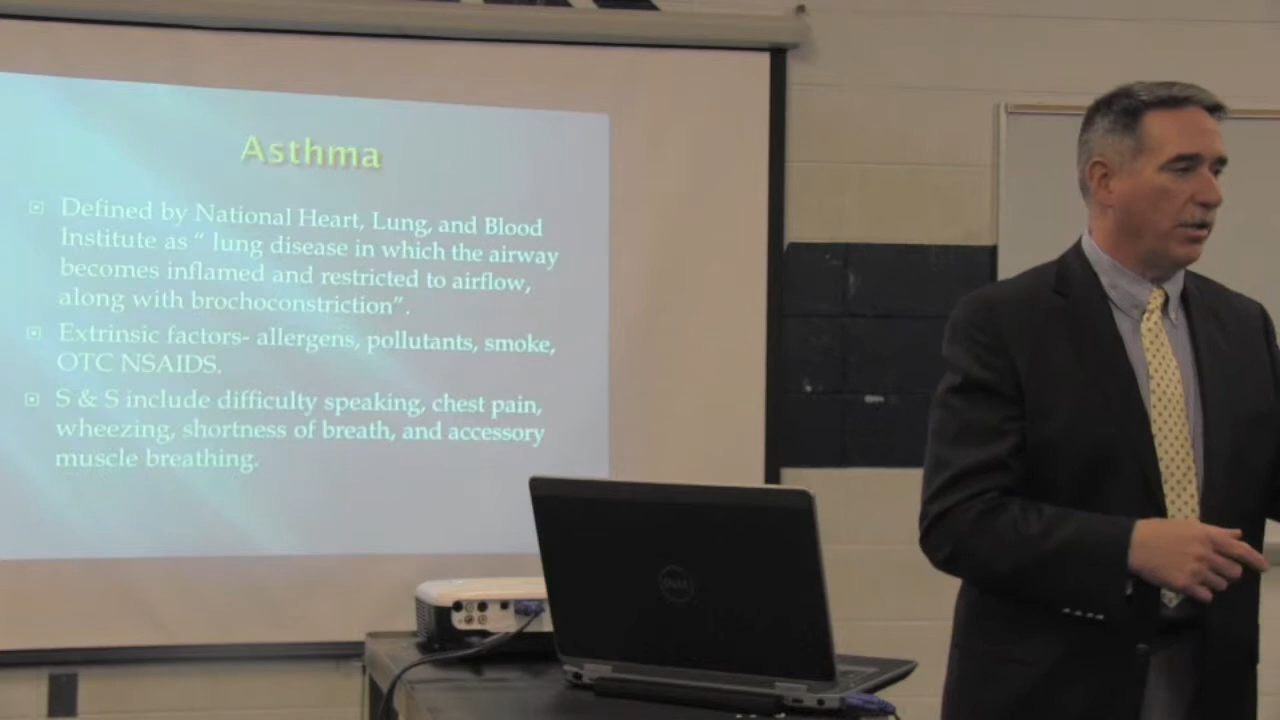 Asthma
Defined by National Heart, Lung, and Blood
Institute as “ lung disease in which the airway
becomes inflamed and restricted to airflow,
along with brochoconstriction”.
Extrinsic factors- allergens, pollutants, smoke,
OTC NSAIDS.
S & S include difficulty speaking, chest pain,
wheezing, shortness of breath, and accessory
muscle breathing.
DELL